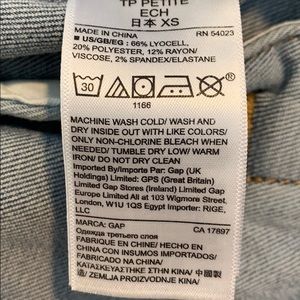 TP PETITE
ECH
日本 XS
MADE IN CHINA RN 54023
■ US/GB/EG: 66% LYOCELL,
20% POLYESTER, 12% RAYON/
VISCOSE, 2% SPANDEX/ELASTANE
30
1166
MACHINE WASH COLD/ WASH AND
DRY INSIDE OUT WITH LIKE COLORS/
ONLY NON-CHLORINE BLEACH WHEN
NEEDED/ TUMBLE DRY LOW/ WARM
IRON/ DO NOT DRY CLEAN
Imported By/Importé Par: Gap (UK
Holdings) Limited: GPS (Great Britain)
Limited Gap Stores (Ireland) Limited Gap
Europe Limited All at 103 Wigmore Street
London, W1U 1QS Egypt Importer: RIGE,
LLC
MARCA: GAP CA 17897
Одежда третьего слоя
FABRIQUE EN CHINE/ HECHO EN
CHINA CON INSUMOS IMPORTADOS/
FABRICADO NA CHINA/
ΚΑΤΑΣΚΕΥΑΣΤΗΚΕ ΣΤΗΝ ΚΙΝΑ/ 中國製
造/ ZEMLJA PROIZVODNJE